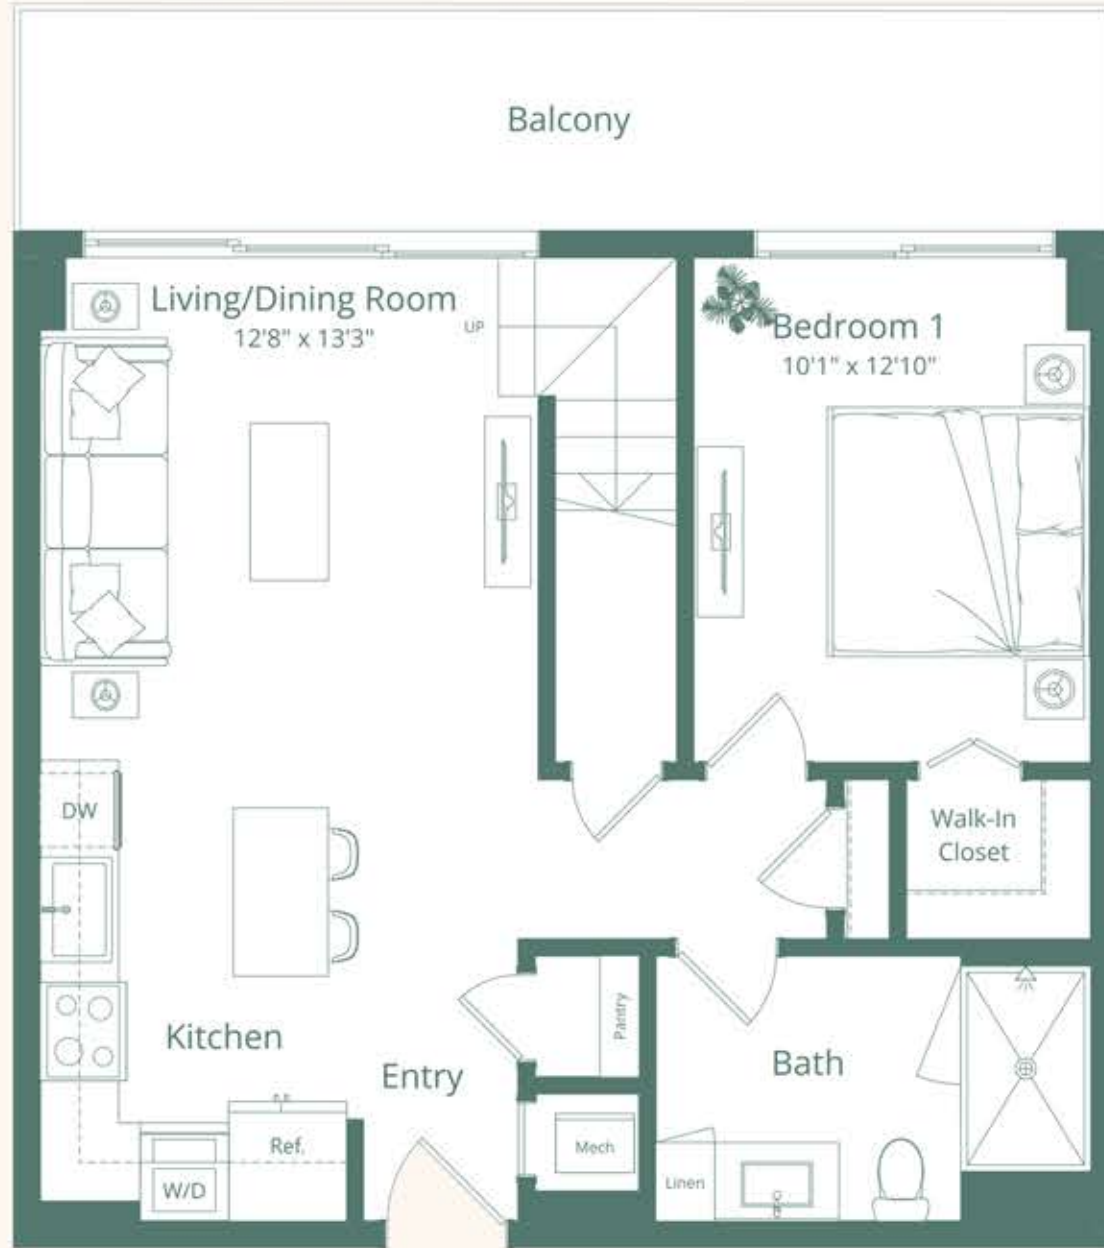 Balcony
Living/Dining Room
12'8" x 13'3"
UP
Bedroom 1
10'1" x 12'10"
DW
Walk-In
Closet
Kitchen
Entry
Pantry
Bath
Ref.
Mech
W/D
Linen